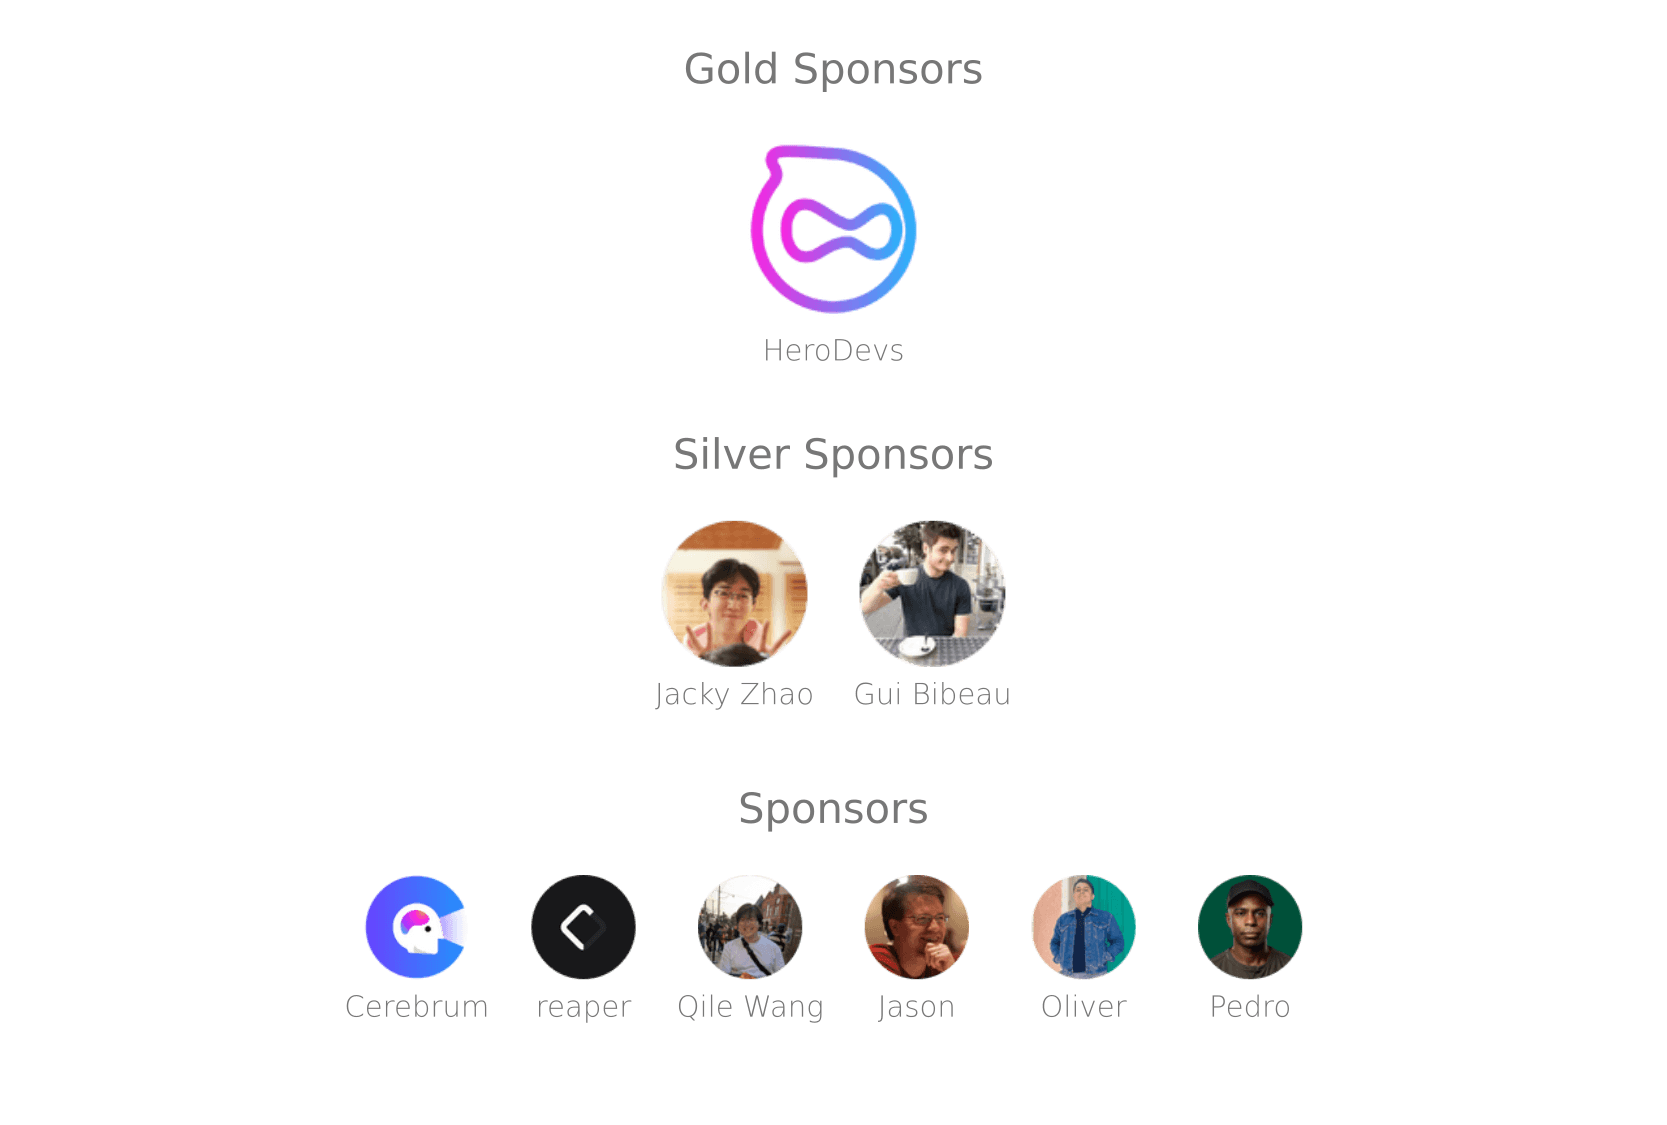 Gold Sponsors
HeroDevs
Silver Sponsors
Jacky Zhao Gui Bibeau
Sponsors
Cerebrum reaper Qile Wang Jason Oliver Pedro